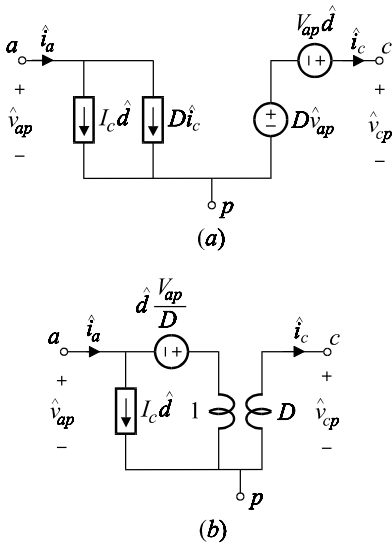 V_ap d̂
a î_a î_c c
+ − + +
v̂_ap I_c d̂ D î_c + − D v̂_ap v̂_cp
− −
p
(a)
d̂ V_ap/D
a î_a − + î_c c
+ +
v̂_ap I_c d̂ 1 D v̂_cp
− −
p
(b)